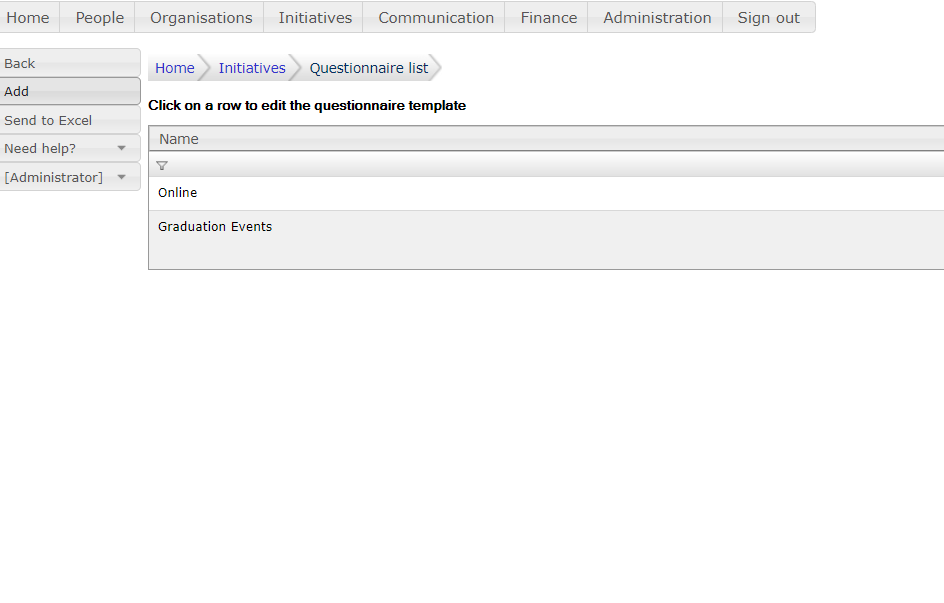 Home People Organisations Initiatives Communication Finance Administration Sign out
Back
Add
Send to Excel
Need help?
[Administrator]
Home Initiatives Questionnaire list
Click on a row to edit the questionnaire template
Name
Online
Graduation Events